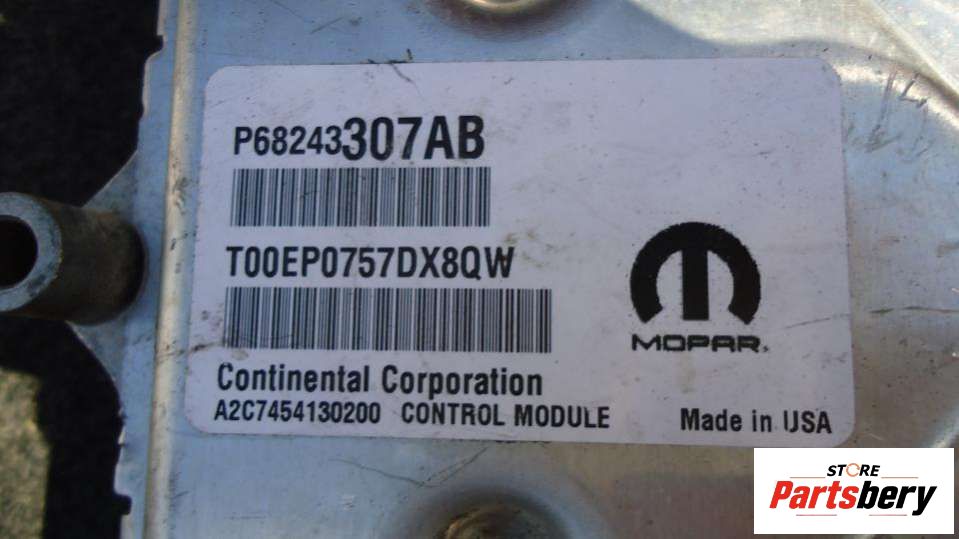 P68243307AB
T00EP0757DX8QW
MOPAR
Continental Corporation
A2C7454130200 CONTROL MODULE
Made in USA
STORE
Partsbery